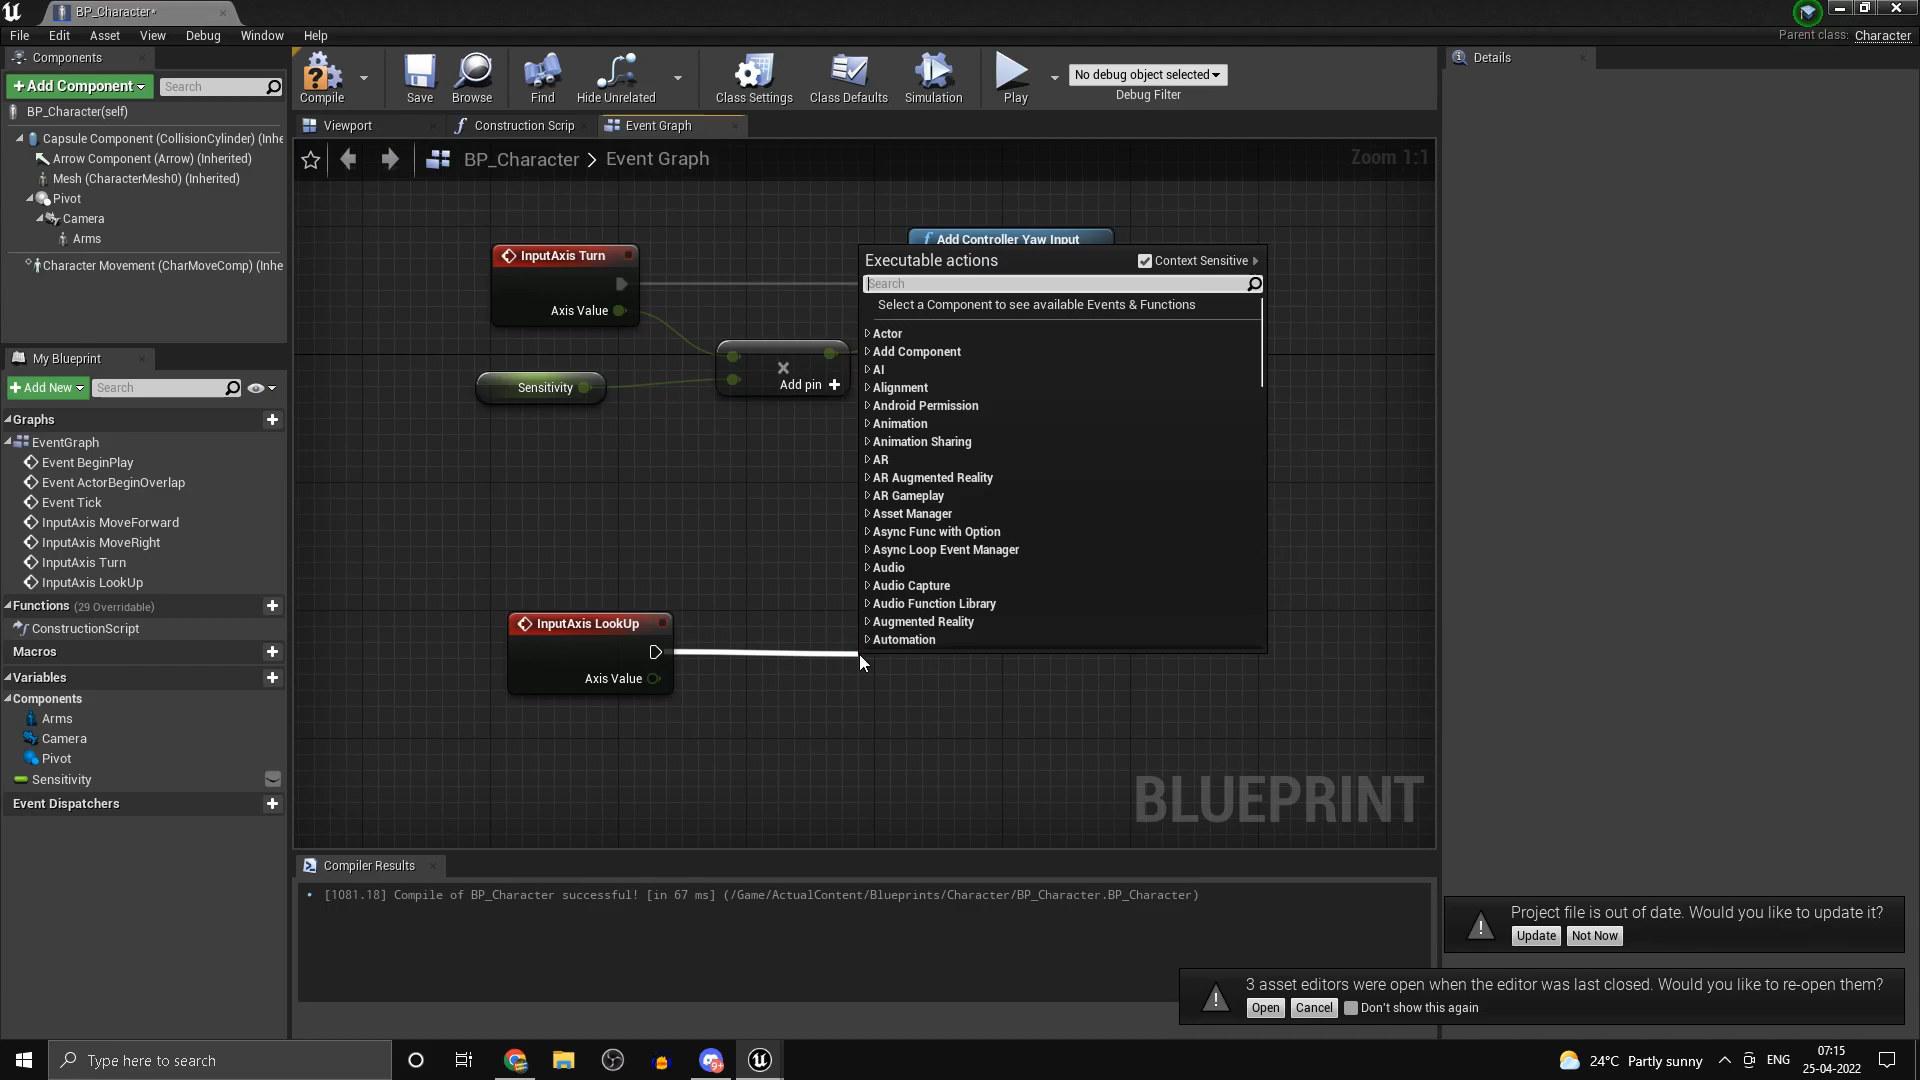 BP_Character*
File Edit Asset View Debug Window Help
Parent class: Character
Components
+Add Component
Search
BP_Character(self)
Capsule Component (CollisionCylinder) (Inhe
Arrow Component (Arrow) (Inherited)
Mesh (CharacterMesh0) (Inherited)
Pivot
Camera
Arms
Character Movement (CharMoveComp) (Inhe
My Blueprint
+Add New
Search
Graphs
EventGraph
Event BeginPlay
Event ActorBeginOverlap
Event Tick
InputAxis MoveForward
InputAxis MoveRight
InputAxis Turn
InputAxis LookUp
Functions (29 Overridable)
ConstructionScript
Macros
Variables
Components
Arms
Camera
Pivot
Sensitivity
Event Dispatchers
Compile
Save
Browse
Find
Hide Unrelated
Class Settings
Class Defaults
Simulation
Play
No debug object selected
Debug Filter
Viewport
Construction Scrip
Event Graph
BP_Character > Event Graph
Zoom 1:1
InputAxis Turn
Axis Value
Sensitivity
Add pin +
Add Controller Yaw Input
InputAxis LookUp
Axis Value
Executable actions
Context Sensitive
Search
Select a Component to see available Events & Functions
Actor
Add Component
AI
Alignment
Android Permission
Animation
Animation Sharing
AR
AR Augmented Reality
AR Gameplay
Asset Manager
Async Func with Option
Async Loop Event Manager
Audio
Audio Capture
Audio Function Library
Augmented Reality
Automation
BLUEPRINT
Compiler Results
[1081.18] Compile of BP_Character successful! [in 67 ms] (/Game/ActualContent/Blueprints/Character/BP_Character.BP_Character)
Details
Project file is out of date. Would you like to update it?
Update Not Now
3 asset editors were open when the editor was last closed. Would you like to re-open them?
Open Cancel Don't show this again
Type here to search
9+
24°C Partly sunny
ENG
07:15
25-04-2022